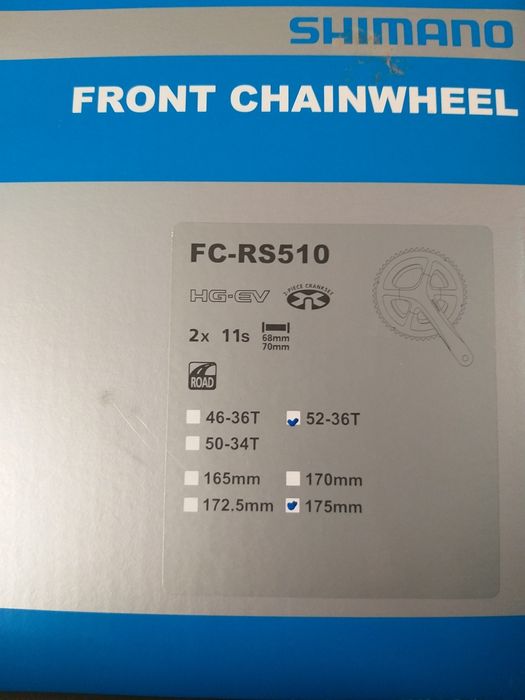 SHIMANO
FRONT CHAINWHEEL
FC-RS510
HG-EV 2-PIECE CRANKSET
2x 11s 68mm
70mm
ROAD
46-36T 52-36T
50-34T
165mm 170mm
172.5mm 175mm